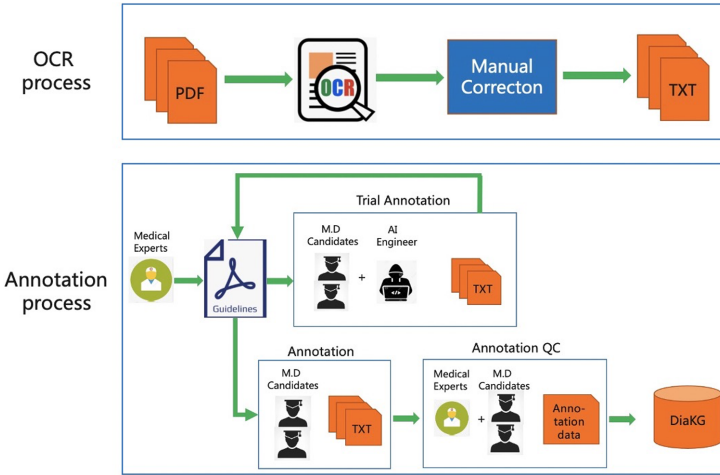 OCR
process
PDF
OCR
Manual
Correcton
TXT
Annotation
process
Medical
Experts
Guidelines
Trial Annotation
M.D
Candidates
AI
Engineer
+
</>
TXT
Annotation
M.D
Candidates
TXT
Annotation QC
Medical
Experts
M.D
Candidates
+
Anno-
tation
data
DiaKG